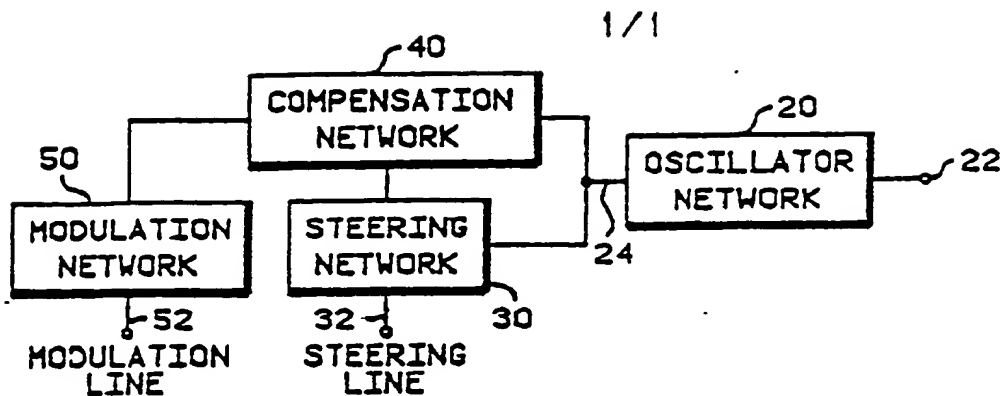 1/1
40
COMPENSATION
NETWORK
20
OSCILLATOR
NETWORK
22
24
50
MODULATION
NETWORK
STEERING
NETWORK
30
52
32
MODULATION
LINE
STEERING
LINE